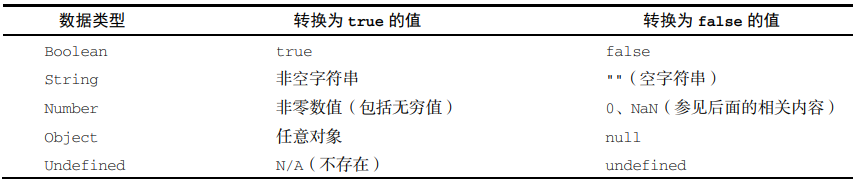 数据类型 转换为 true 的值 转换为 false 的值
Boolean true false
String 非空字符串 ""（空字符串）
Number 非零数值（包括无穷值） 0、NaN（参见后面的相关内容）
Object 任意对象 null
Undefined N/A（不存在） undefined